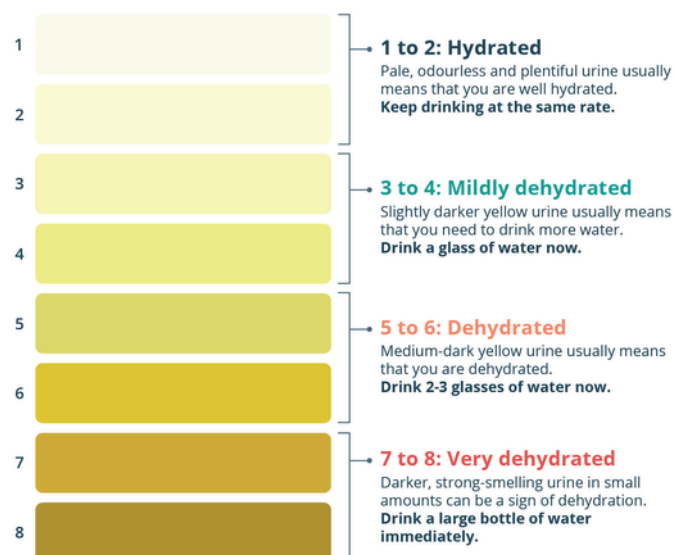 1
2
1 to 2: Hydrated
Pale, odourless and plentiful urine usually
means that you are well hydrated.
Keep drinking at the same rate.
3
4
3 to 4: Mildly dehydrated
Slightly darker yellow urine usually means
that you need to drink more water.
Drink a glass of water now.
5
6
5 to 6: Dehydrated
Medium-dark yellow urine usually means
that you are dehydrated.
Drink 2-3 glasses of water now.
7
8
7 to 8: Very dehydrated
Darker, strong-smelling urine in small
amounts can be a sign of dehydration.
Drink a large bottle of water
immediately.